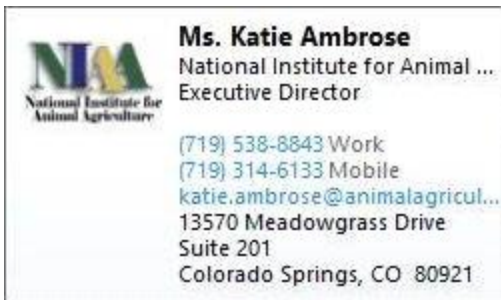 NIAA
National Institute for
Animal Agriculture
Ms. Katie Ambrose
National Institute for Animal ...
Executive Director
(719) 538-8843 Work
(719) 314-6133 Mobile
katie.ambrose@animalagricul...
13570 Meadowgrass Drive
Suite 201
Colorado Springs, CO 80921